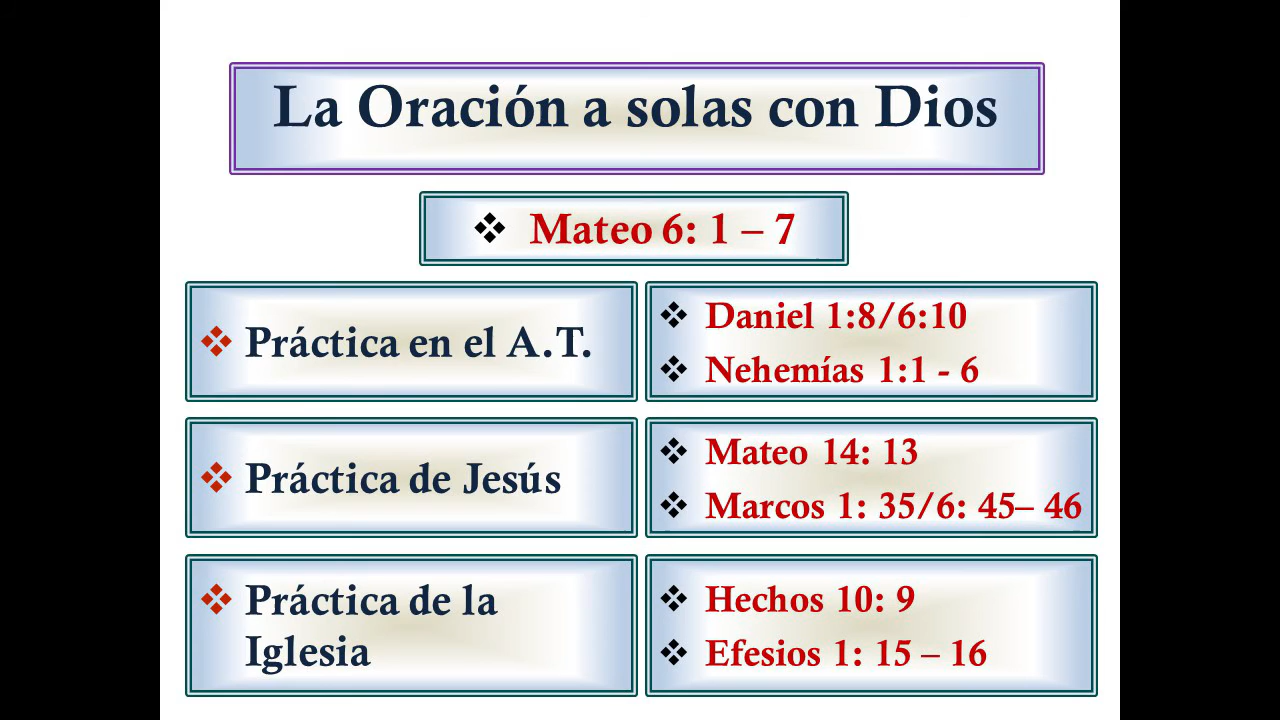 La Oración a solas con Dios
❖ Mateo 6: 1 – 7
❖ Práctica en el A.T.
❖ Daniel 1:8/6:10
❖ Nehemías 1:1 - 6
❖ Práctica de Jesús
❖ Mateo 14: 13
❖ Marcos 1: 35/6: 45– 46
❖ Práctica de la
Iglesia
❖ Hechos 10: 9
❖ Efesios 1: 15 – 16